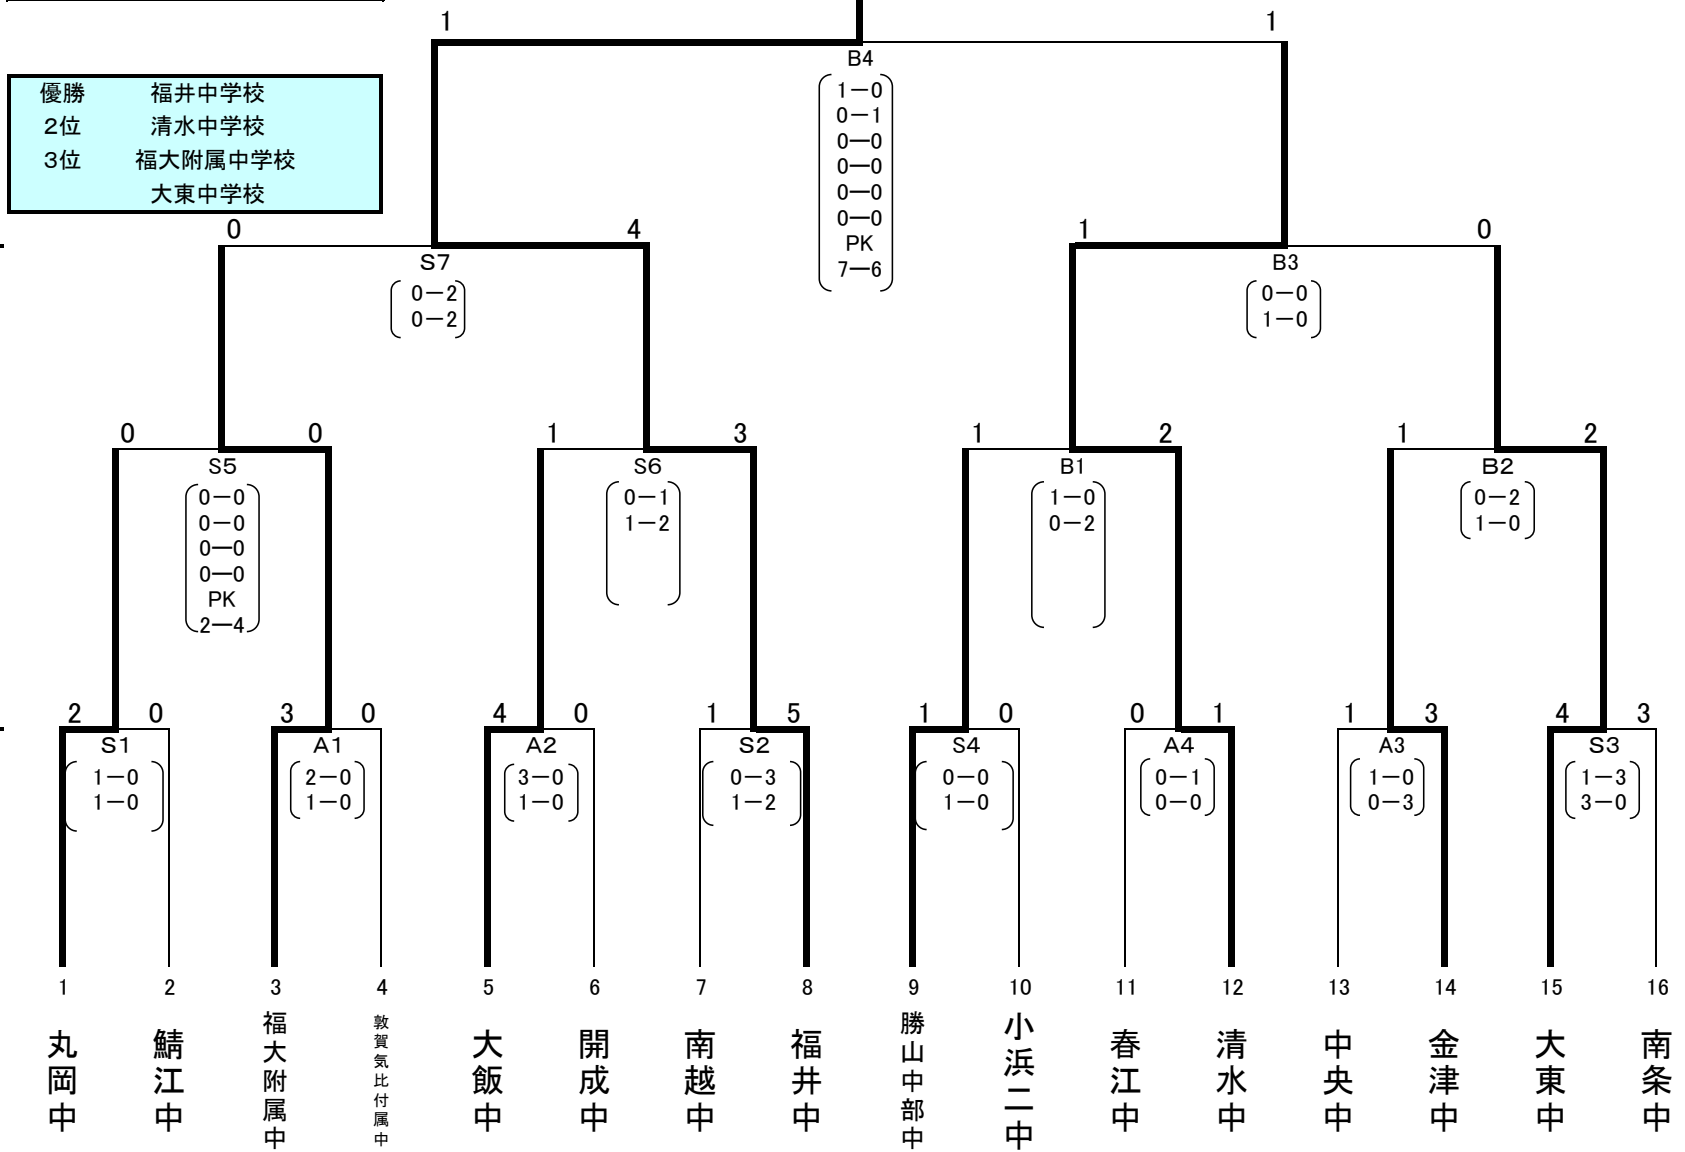 1 1
B4
1－0
0－1
0－0
0－0
0－0
0－0
PK
7－6
優勝 福井中学校
2位 清水中学校
3位 福大附属中学校
大東中学校
0 4 1 0
S7
0－2
0－2
B3
0－0
1－0
0 0 1 3 1 2 1 2
S5
0－0
0－0
0－0
0－0
PK
2－4
S6
0－1
1－2
B1
1－0
0－2
B2
0－2
1－0
2 0 3 0 4 0 1 5 1 0 0 1 1 3 4 3
S1
1－0
1－0
A1
2－0
1－0
A2
3－0
1－0
S2
0－3
1－2
S4
0－0
1－0
A4
0－1
0－0
A3
1－0
0－3
S3
1－3
3－0
1 2 3 4 5 6 7 8 9 10 11 12 13 14 15 16
丸岡中
鯖江中
福大附属中
敦賀気比付属中
大飯中
開成中
南越中
福井中
勝山中部中
小浜二中
春江中
清水中
中央中
金津中
大東中
南条中